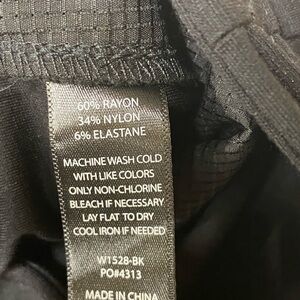 60% RAYON
34% NYLON
6% ELASTANE
MACHINE WASH COLD
WITH LIKE COLORS
ONLY NON-CHLORINE
BLEACH IF NECESSARY
LAY FLAT TO DRY
COOL IRON IF NEEDED
W1528-BK
PO#4313
MADE IN CHINA